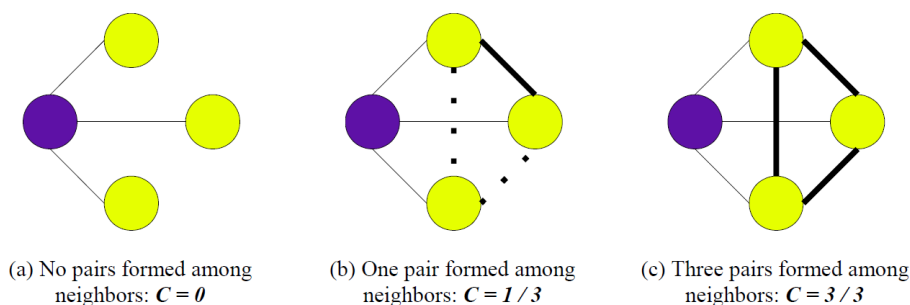 (a) No pairs formed among
neighbors: C = 0
(b) One pair formed among
neighbors: C = 1 / 3
(c) Three pairs formed among
neighbors: C = 3 / 3